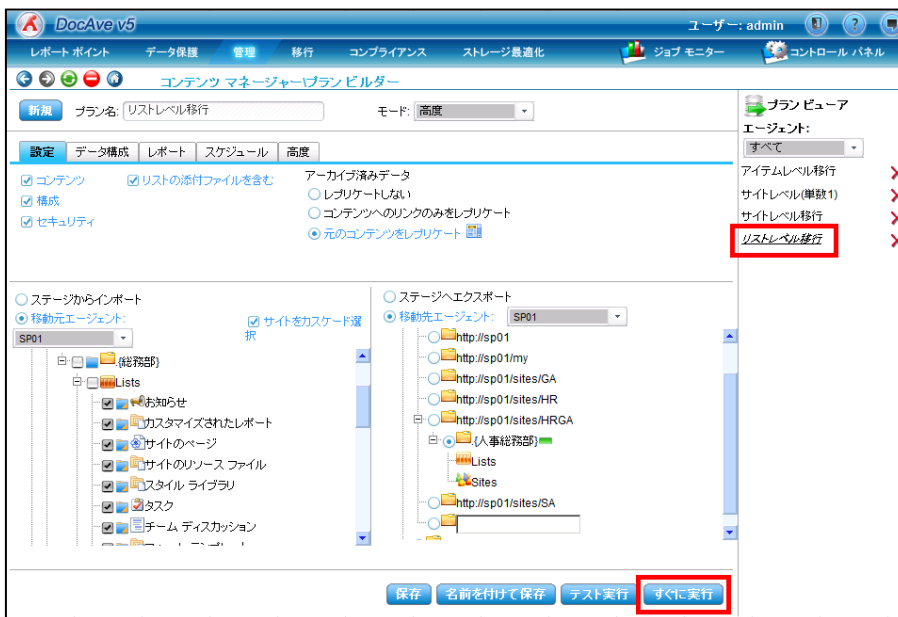 DocAve v5
ユーザー: admin
レポート ポイント データ保護 管理 移行 コンプライアンス ストレージ最適化 ジョブ モニター コントロール パネル
コンテンツ マネージャー\プラン ビルダー
新規 プラン名: リストレベル移行 モード: 高度
設定 データ構成 レポート スケジュール 高度
コンテンツ リストの添付ファイルを含む
構成
セキュリティ
アーカイブ済みデータ
レプリケートしない
コンテンツへのリンクのみをレプリケート
元のコンテンツをレプリケート
ステージからインポート
移動元エージェント: サイトをカスケード選択
SP01
.{総務部}
Lists
お知らせ
カスタマイズされたレポート
サイトのページ
サイトのリソース ファイル
スタイル ライブラリ
タスク
チーム ディスカッション
ステージへエクスポート
移動先エージェント: SP01
http://sp01
http://sp01/my
http://sp01/sites/GA
http://sp01/sites/HR
http://sp01/sites/HRGA
.{人事総務部}
Lists
Sites
http://sp01/sites/SA
保存 名前を付けて保存 テスト実行 すぐに実行
プラン ビューア
エージェント:
すべて
アイテムレベル移行
サイトレベル(単数1)
サイトレベル移行
リストレベル移行